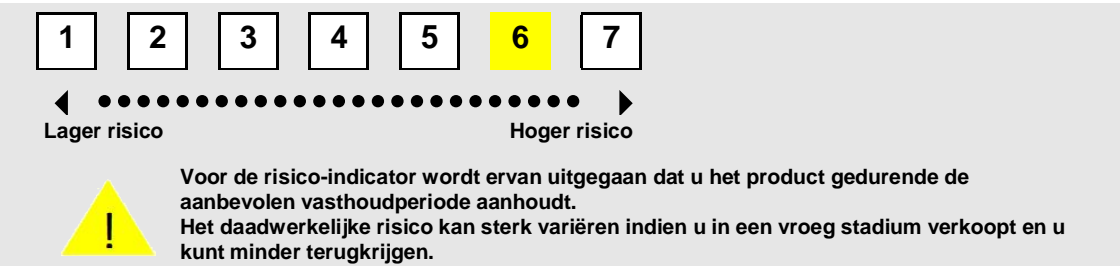 1 2 3 4 5 6 7
Lager risico Hoger risico
Voor de risico-indicator wordt ervan uitgegaan dat u het product gedurende de
aanbevolen vasthoudperiode aanhoudt.
Het daadwerkelijke risico kan sterk variëren indien u in een vroeg stadium verkoopt en u
kunt minder terugkrijgen.
!